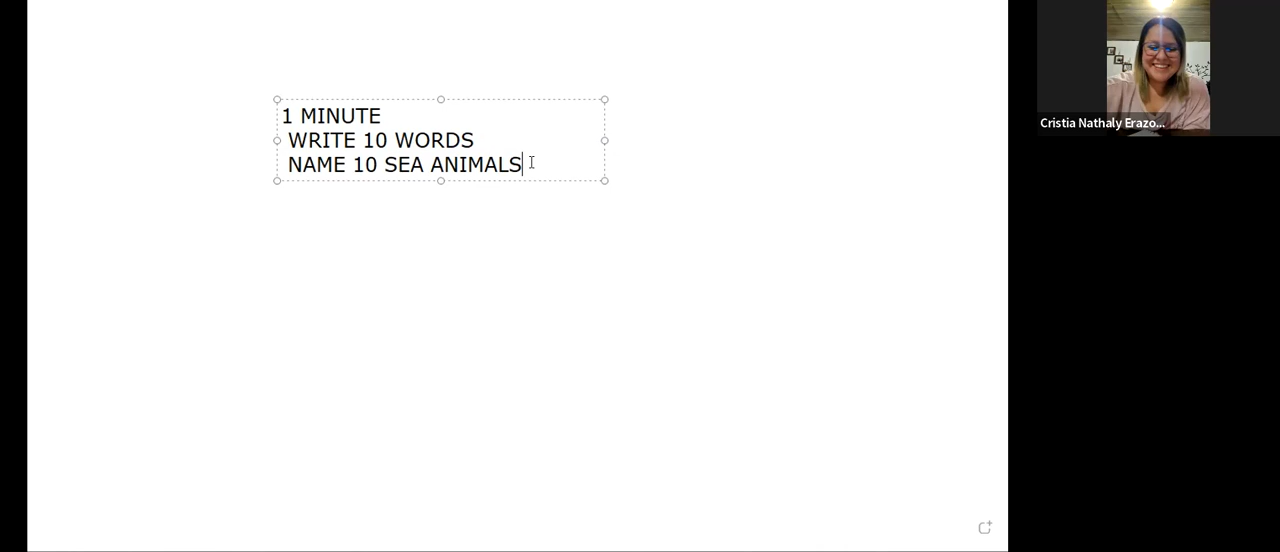 1 MINUTE
WRITE 10 WORDS
NAME 10 SEA ANIMALS
Cristia Nathaly Erazo...